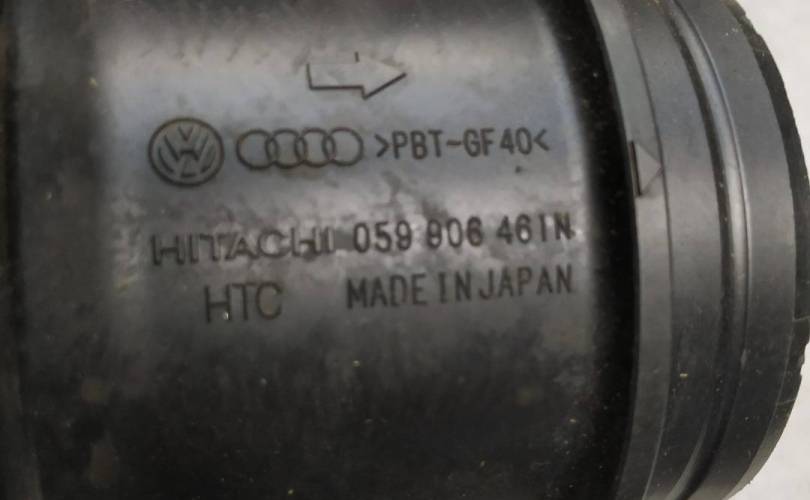 >PBT-GF40<
HITACHI 059 906 461N
HTC MADE IN JAPAN